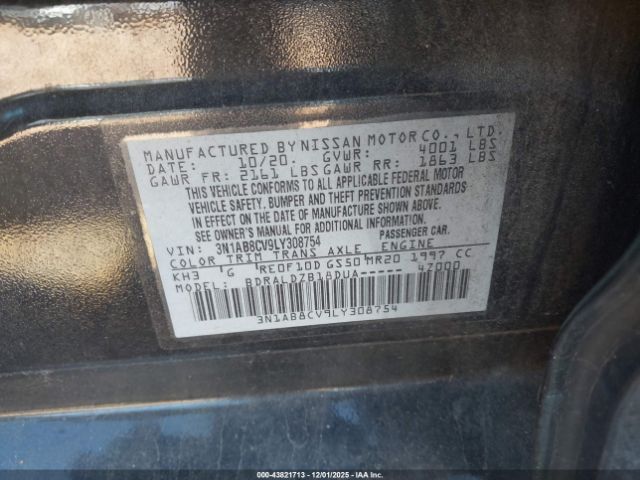 MANUFACTURED BY NISSAN MOTOR CO., LTD.
DATE: 10/20. GVWR: 4001 LBS
GAWR FR: 2161 LBS GAWR RR: 1863 LBS
THIS VEHICLE CONFORMS TO ALL APPLICABLE FEDERAL MOTOR
VEHICLE SAFETY, BUMPER AND THEFT PREVENTION STANDARDS
IN EFFECT ON THE DATE OF MANUFACTURE SHOWN ABOVE.
SEE OWNER'S MANUAL FOR ADDITIONAL INFORMATION.
VIN: 3N1AB8CV9LY308754 PASSENGER CAR.
COLOR TRIM TRANS AXLE ENGINE
KH3 G RE0F10D GS50 MR20 1997 CC
MODEL: BDRALDZB18DUA----- 47000
3N1AB8CV9LY308754
000-43821713 - 12/01/2025 - IAAI.COM